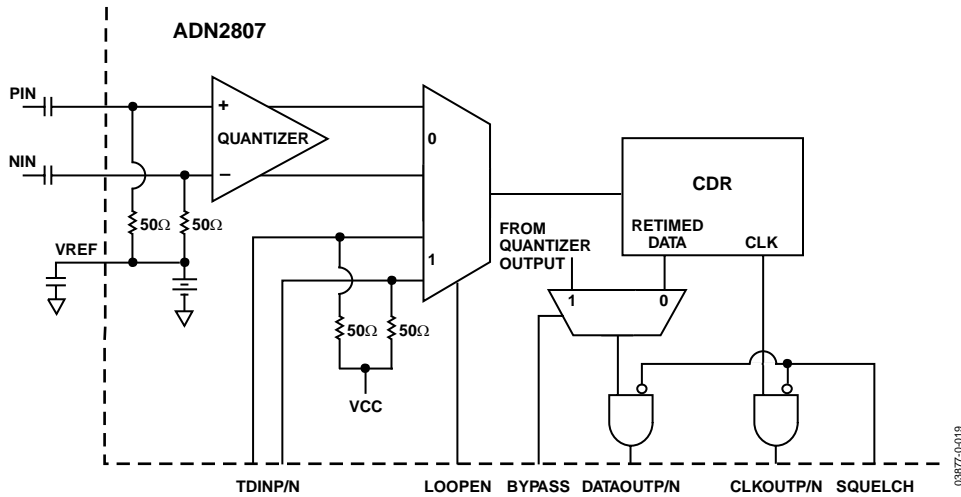 ADN2807
PIN
+
QUANTIZER
NIN
−
0
1
50Ω
50Ω
VREF
50Ω
50Ω
VCC
CDR
RETIMED
DATA
CLK
FROM
QUANTIZER
OUTPUT
1
0
TDINP/N
LOOPEN
BYPASS
DATAOUTP/N
CLKOUTP/N
SQUELCH
03877-0-019